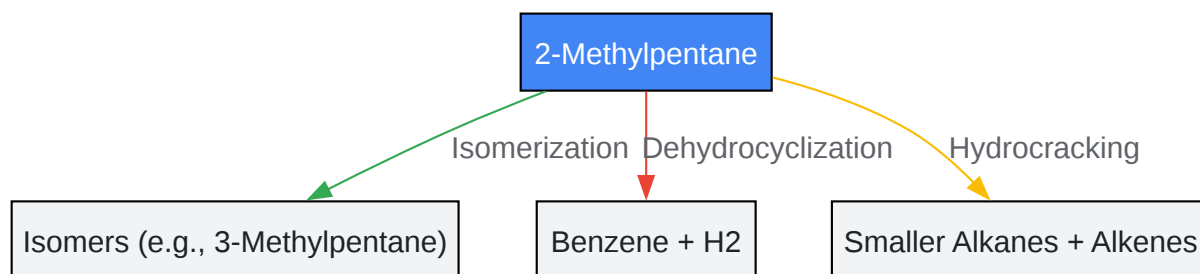 2-Methylpentane
Isomerization
Dehydrocyclization
Hydrocracking
Isomers (e.g., 3-Methylpentane)
Benzene + H2
Smaller Alkanes + Alkenes